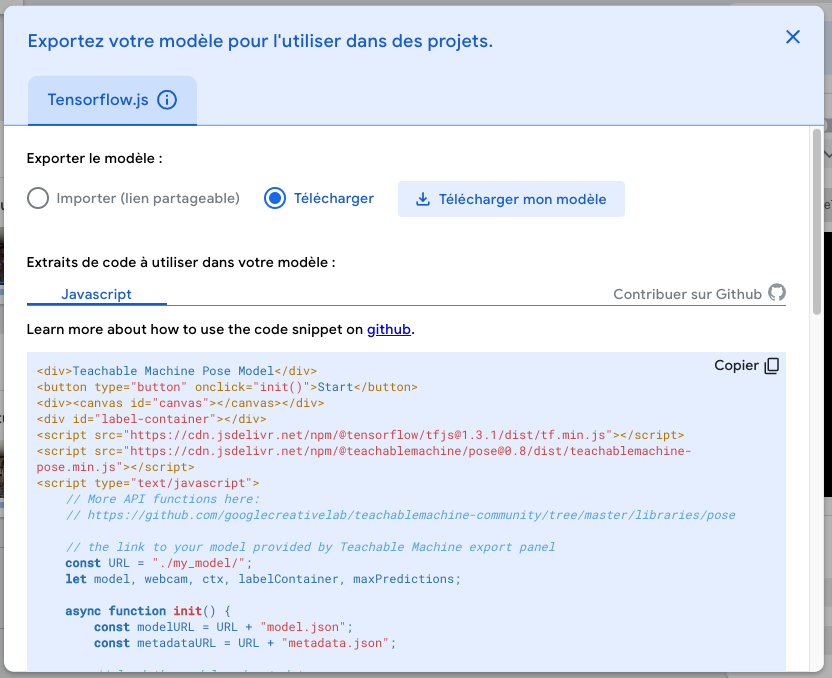 Exportez votre modèle pour l'utiliser dans des projets.
Tensorflow.js
Exporter le modèle :
Importer (lien partageable)
Télécharger
Télécharger mon modèle
Extraits de code à utiliser dans votre modèle :
Javascript
Contribuer sur Github
Learn more about how to use the code snippet on github.
Copier
<div>Teachable Machine Pose Model</div>
<button type="button" onclick="init()">Start</button>
<div><canvas id="canvas"></canvas></div>
<div id="label-container"></div>
<script src="https://cdn.jsdelivr.net/npm/@tensorflow/tfjs@1.3.1/dist/tf.min.js"></script>
<script src="https://cdn.jsdelivr.net/npm/@teachablemachine/pose@0.8/dist/teachablemachine-
pose.min.js"></script>
<script type="text/javascript">
    // More API functions here:
    // https://github.com/googlecreativelab/teachablemachine-community/tree/master/libraries/pose
    // the link to your model provided by Teachable Machine export panel
    const URL = "./my_model/";
    let model, webcam, ctx, labelContainer, maxPredictions;
    async function init() {
        const modelURL = URL + "model.json";
        const metadataURL = URL + "metadata.json";